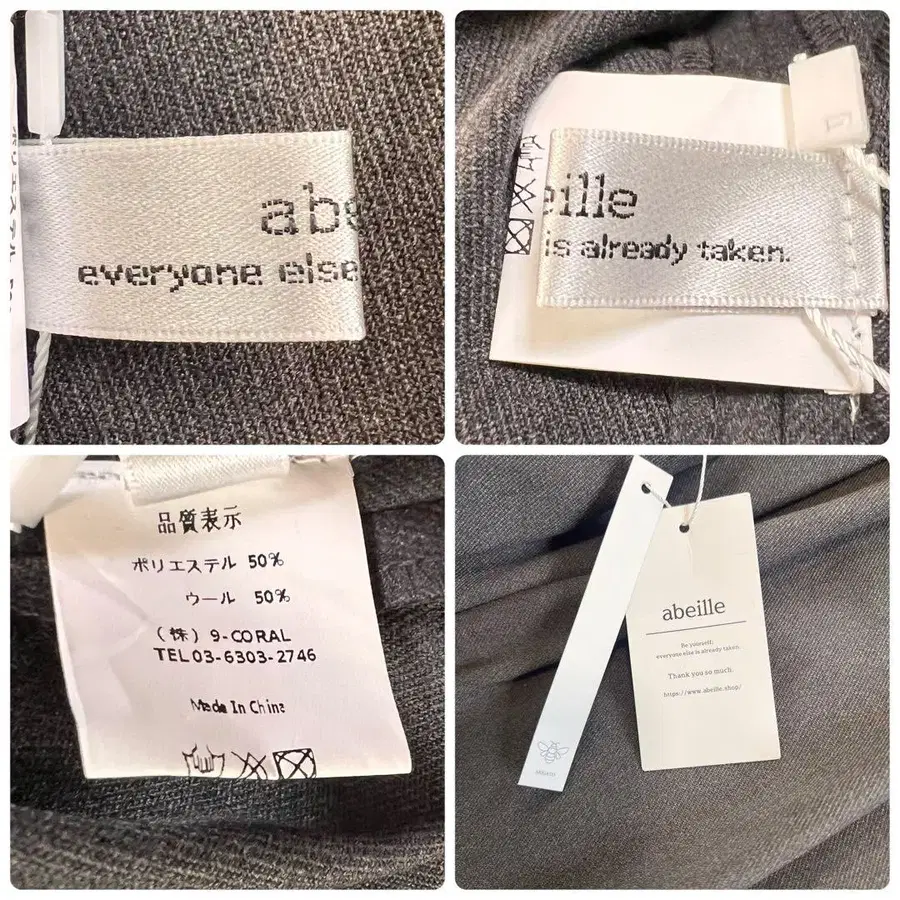 abe
everyone else
eille
is already taken.
品質表示
ポリエステル 50%
ウール 50%
(株) 9-CORAL
TEL03-6303-2746
Made In China
abeille
Be yourself;
everyone else is already taken.
Thank you so much.
https://www.abeille.shop/